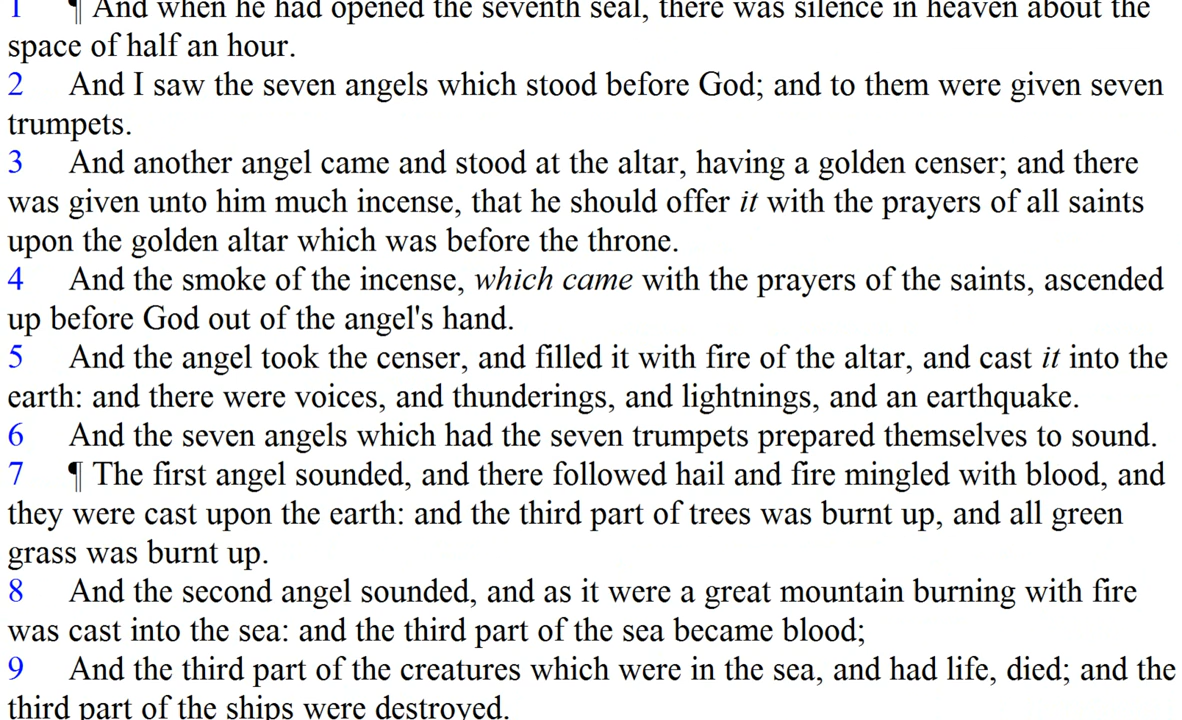 1 ¶ And when he had opened the seventh seal, there was silence in heaven about the
space of half an hour.
2 And I saw the seven angels which stood before God; and to them were given seven
trumpets.
3 And another angel came and stood at the altar, having a golden censer; and there
was given unto him much incense, that he should offer it with the prayers of all saints
upon the golden altar which was before the throne.
4 And the smoke of the incense, which came with the prayers of the saints, ascended
up before God out of the angel's hand.
5 And the angel took the censer, and filled it with fire of the altar, and cast it into the
earth: and there were voices, and thunderings, and lightnings, and an earthquake.
6 And the seven angels which had the seven trumpets prepared themselves to sound.
7 ¶ The first angel sounded, and there followed hail and fire mingled with blood, and
they were cast upon the earth: and the third part of trees was burnt up, and all green
grass was burnt up.
8 And the second angel sounded, and as it were a great mountain burning with fire
was cast into the sea: and the third part of the sea became blood;
9 And the third part of the creatures which were in the sea, and had life, died; and the
third part of the ships were destroyed.